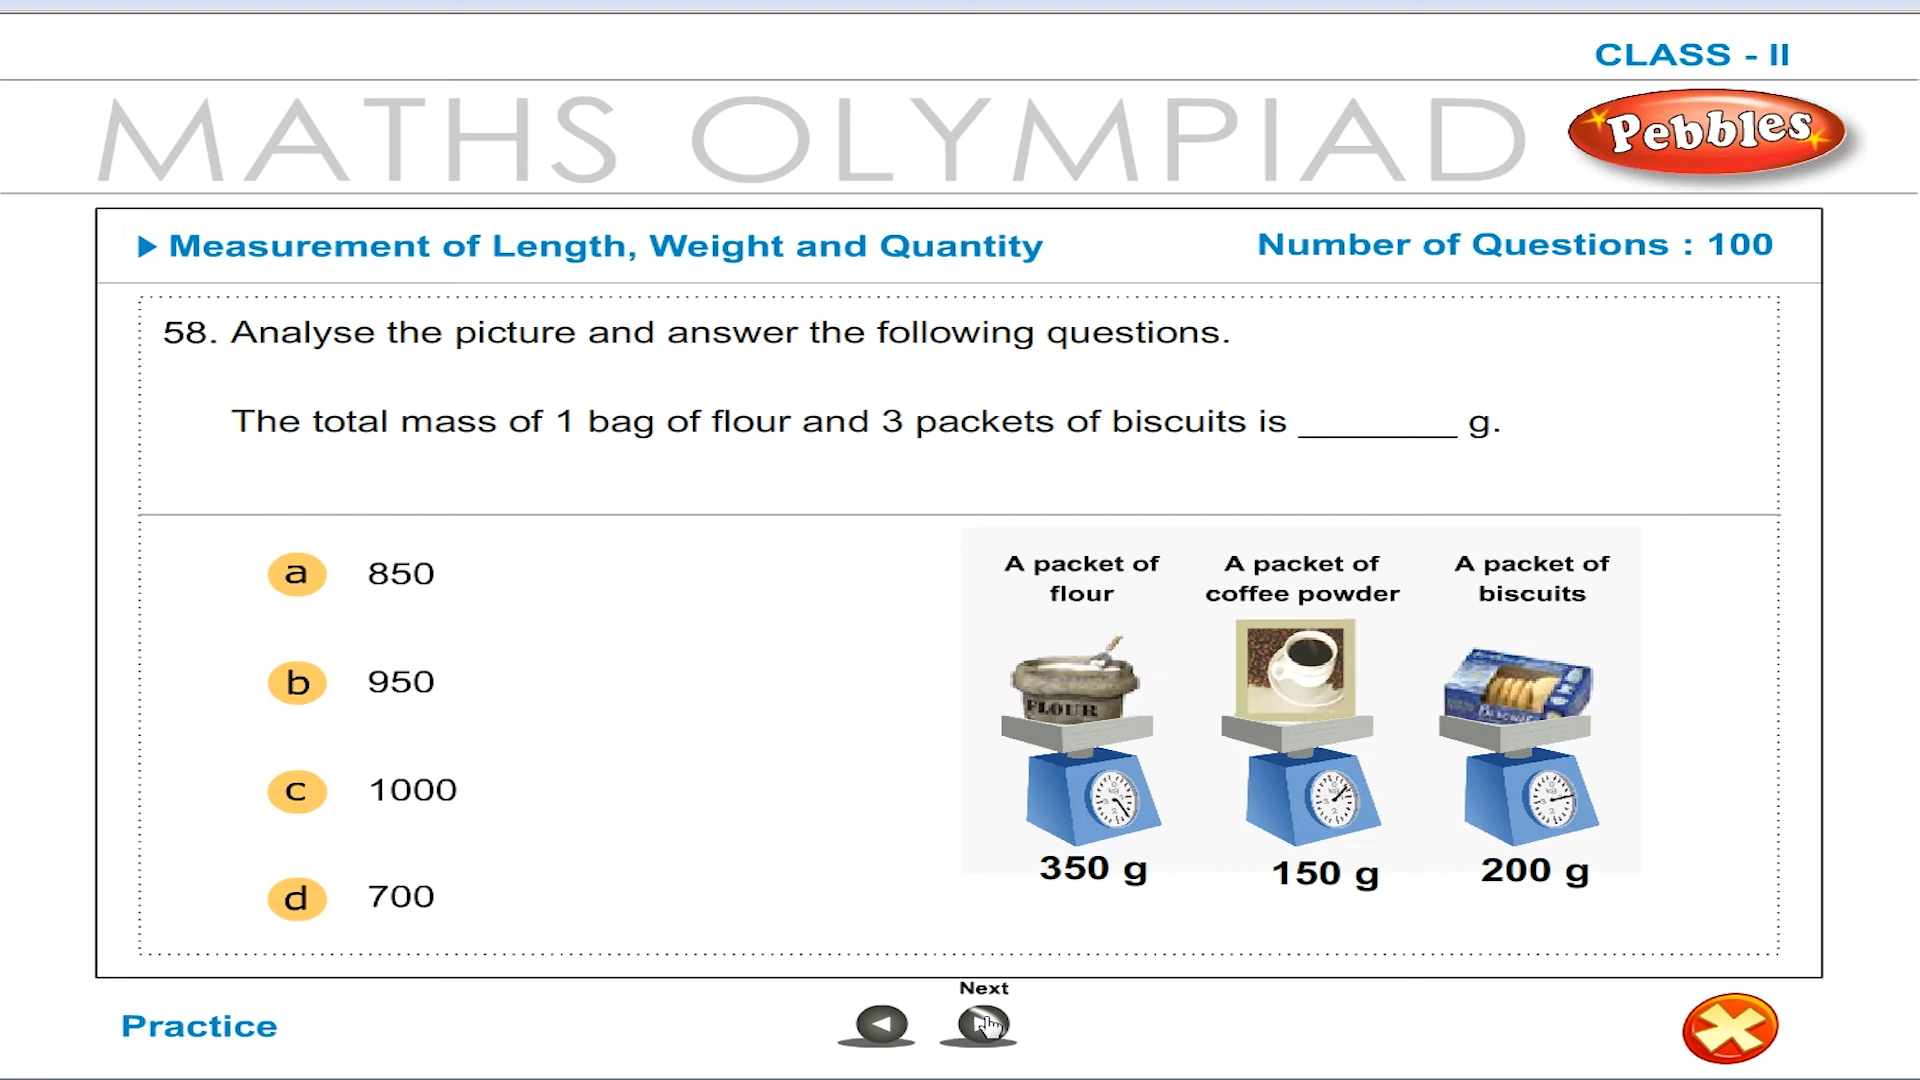 CLASS - II
MATHS OLYMPIAD
Pebbles
Measurement of Length, Weight and Quantity
Number of Questions : 100
58. Analyse the picture and answer the following questions.
The total mass of 1 bag of flour and 3 packets of biscuits is ________ g.
a 850
b 950
c 1000
d 700
A packet of
flour
A packet of
coffee powder
A packet of
biscuits
FLOUR
350 g
150 g
200 g
Next
Practice